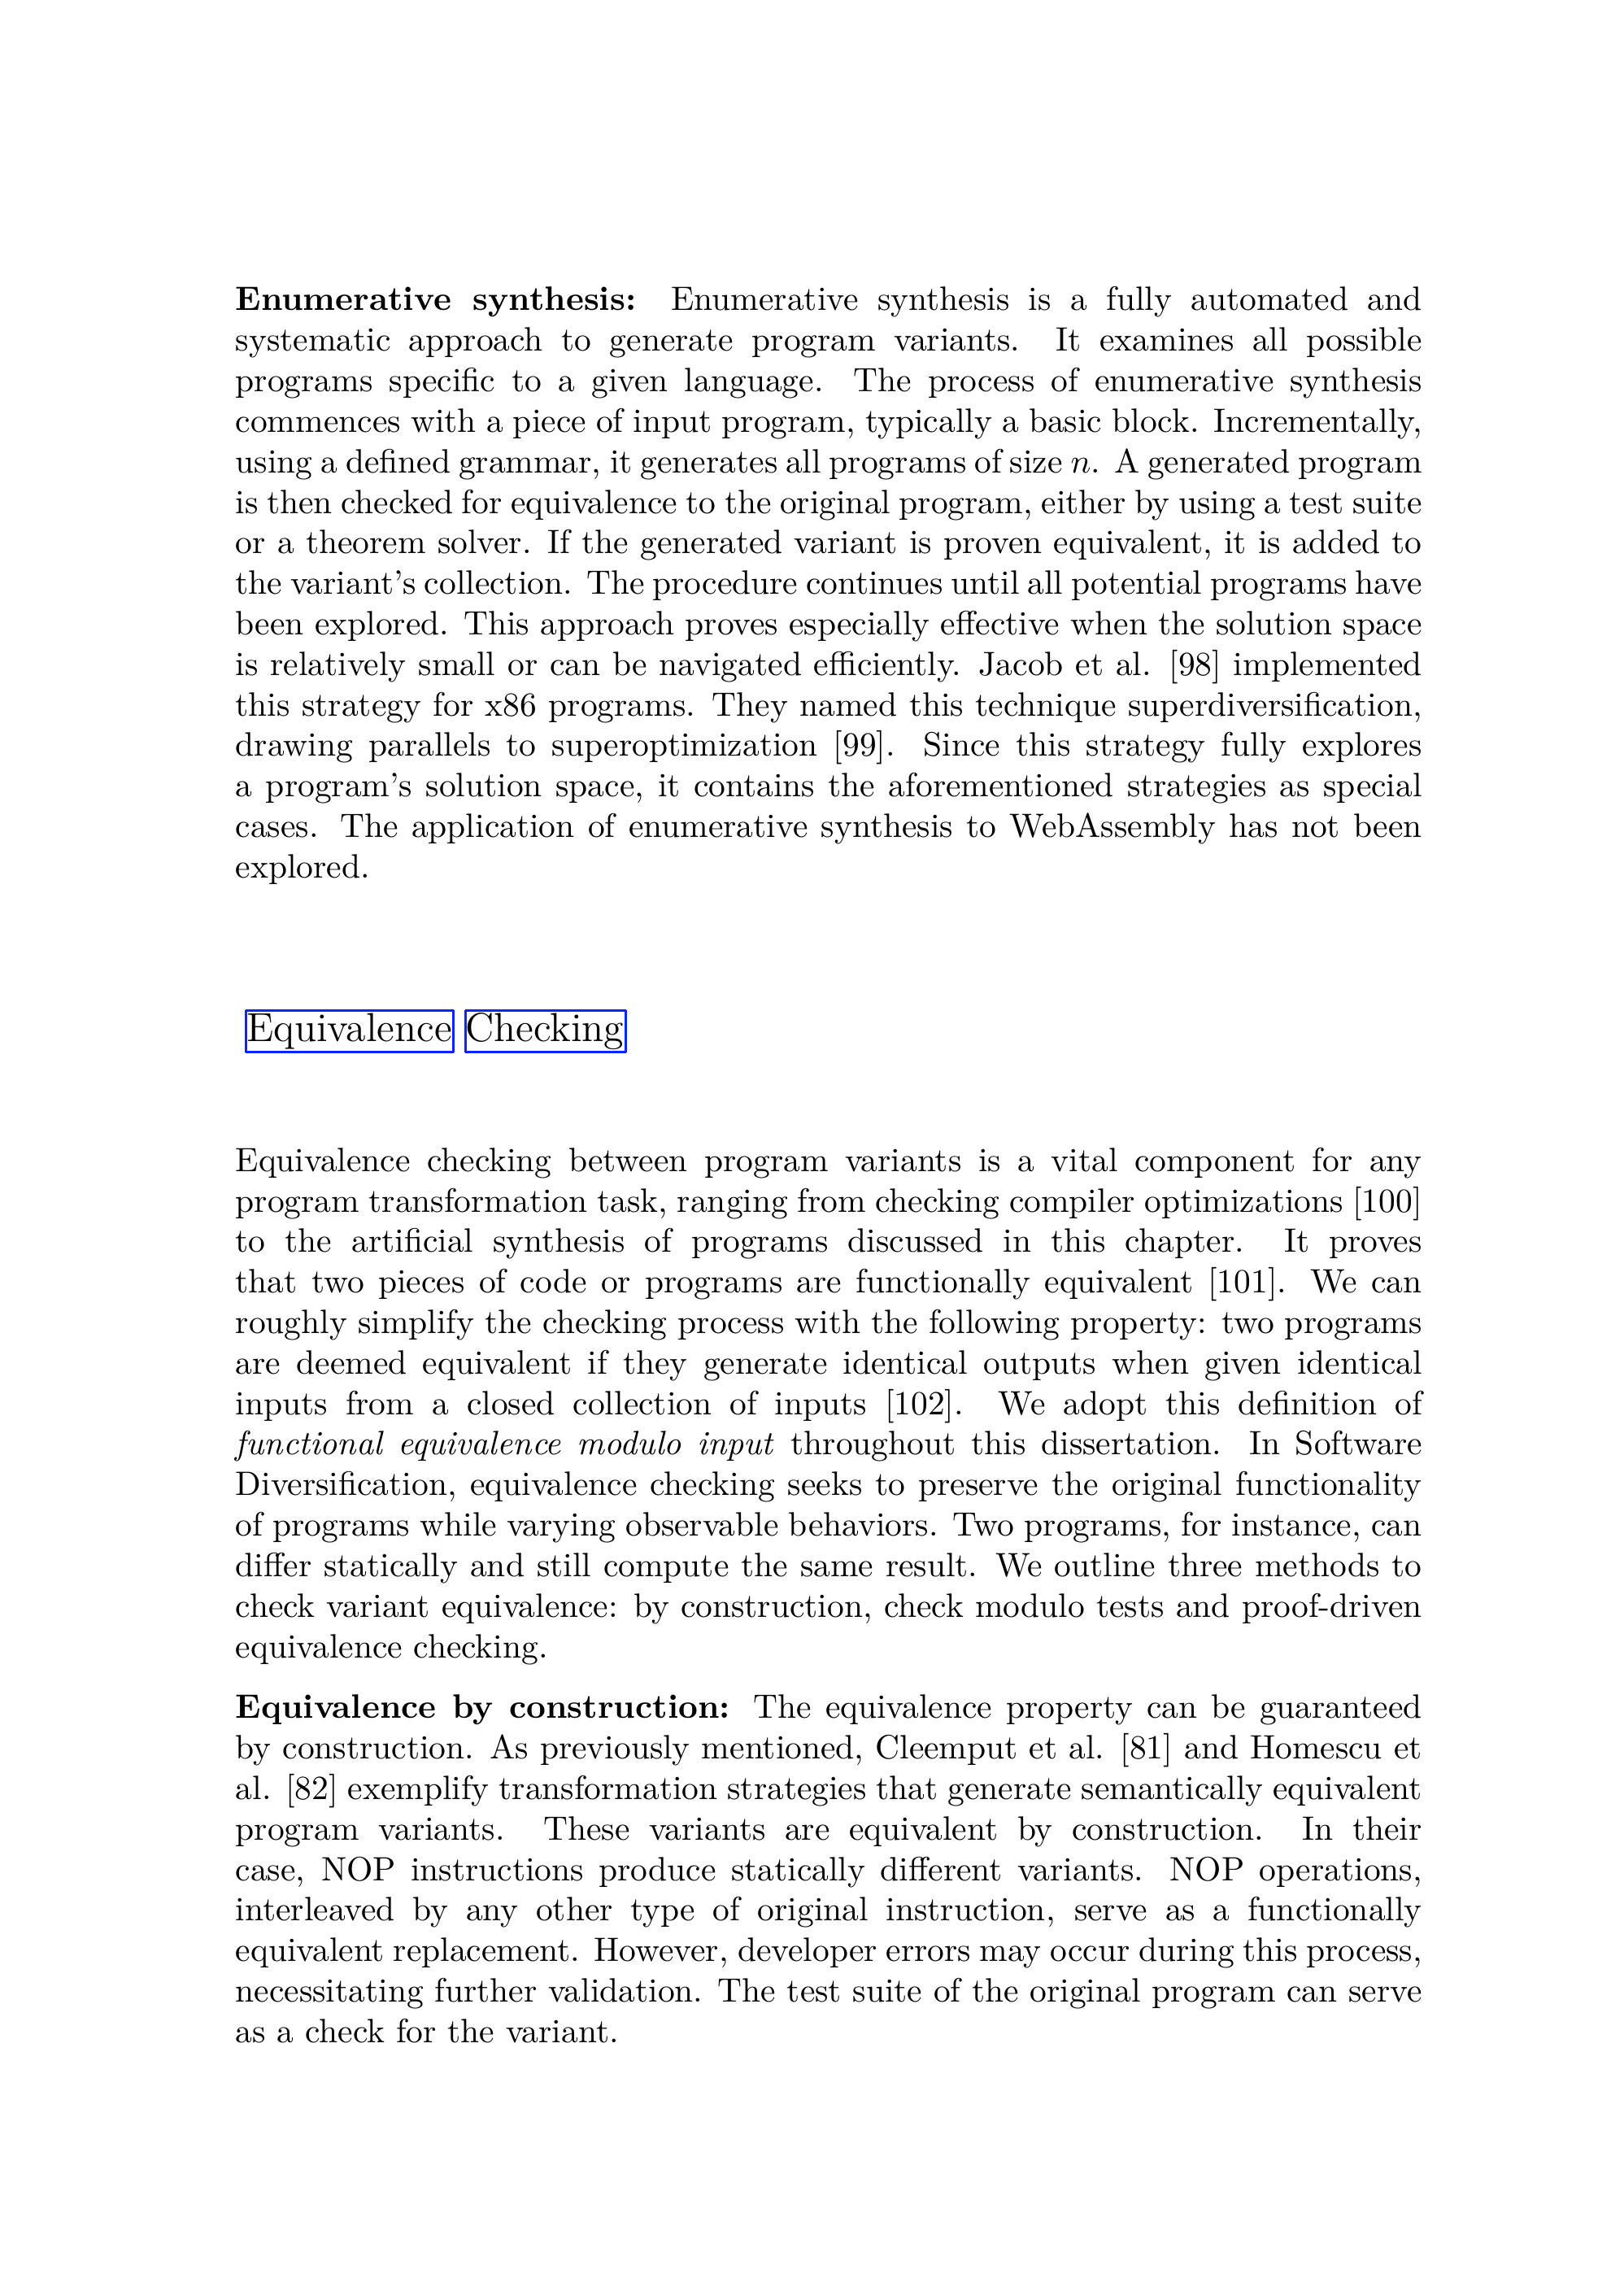 Enumerative synthesis: Enumerative synthesis is a fully automated and
systematic approach to generate program variants. It examines all possible
programs specific to a given language. The process of enumerative synthesis
commences with a piece of input program, typically a basic block. Incrementally,
using a defined grammar, it generates all programs of size n. A generated program
is then checked for equivalence to the original program, either by using a test suite
or a theorem solver. If the generated variant is proven equivalent, it is added to
the variant's collection. The procedure continues until all potential programs have
been explored. This approach proves especially effective when the solution space
is relatively small or can be navigated efficiently. Jacob et al. [98] implemented
this strategy for x86 programs. They named this technique superdiversification,
drawing parallels to superoptimization [99]. Since this strategy fully explores
a program's solution space, it contains the aforementioned strategies as special
cases. The application of enumerative synthesis to WebAssembly has not been
explored.
Equivalence Checking
Equivalence checking between program variants is a vital component for any
program transformation task, ranging from checking compiler optimizations [100]
to the artificial synthesis of programs discussed in this chapter. It proves
that two pieces of code or programs are functionally equivalent [101]. We can
roughly simplify the checking process with the following property: two programs
are deemed equivalent if they generate identical outputs when given identical
inputs from a closed collection of inputs [102]. We adopt this definition of
functional equivalence modulo input throughout this dissertation. In Software
Diversification, equivalence checking seeks to preserve the original functionality
of programs while varying observable behaviors. Two programs, for instance, can
differ statically and still compute the same result. We outline three methods to
check variant equivalence: by construction, check modulo tests and proof-driven
equivalence checking.
Equivalence by construction: The equivalence property can be guaranteed
by construction. As previously mentioned, Cleemput et al. [81] and Homescu et
al. [82] exemplify transformation strategies that generate semantically equivalent
program variants. These variants are equivalent by construction. In their
case, NOP instructions produce statically different variants. NOP operations,
interleaved by any other type of original instruction, serve as a functionally
equivalent replacement. However, developer errors may occur during this process,
necessitating further validation. The test suite of the original program can serve
as a check for the variant.